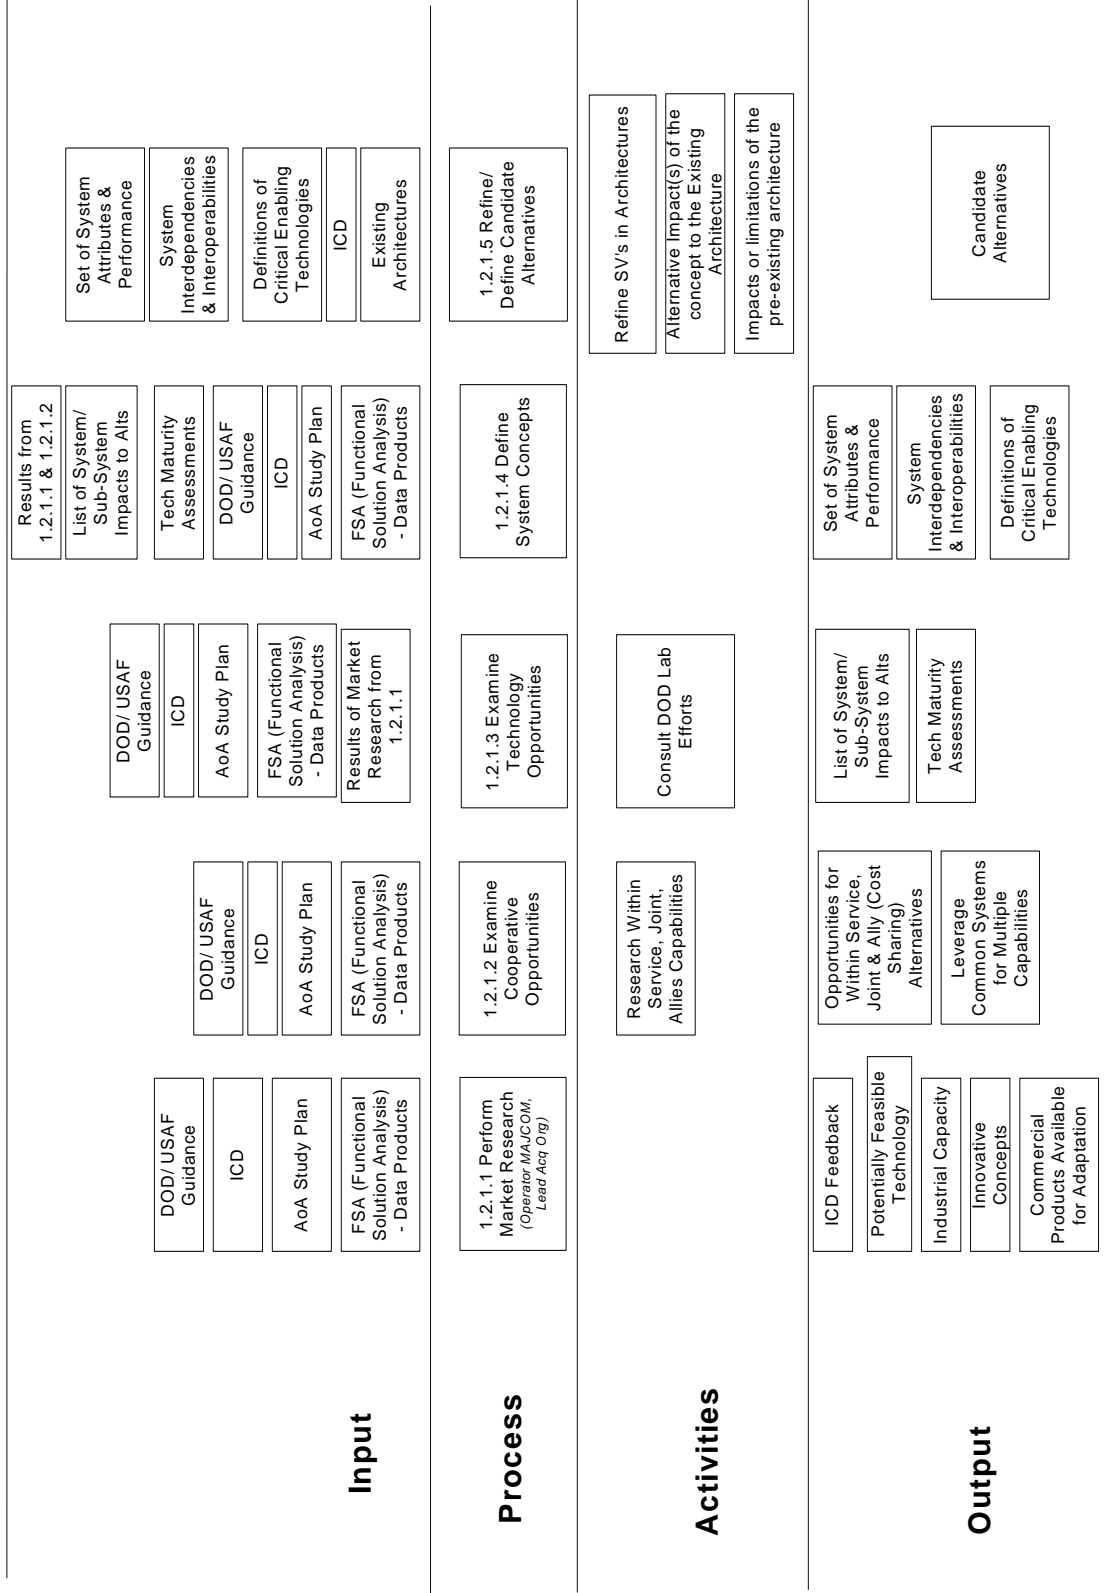 Input
DOD/ USAF
Guidance
ICD
AoA Study Plan
FSA (Functional
Solution Analysis)
- Data Products
DOD/ USAF
Guidance
ICD
AoA Study Plan
FSA (Functional
Solution Analysis)
- Data Products
DOD/ USAF
Guidance
ICD
AoA Study Plan
FSA (Functional
Solution Analysis)
- Data Products
Results of Market
Research from
1.2.1.1
Results from
1.2.1.1 & 1.2.1.2
List of System/
Sub-System
Impacts to Alts
Tech Maturity
Assessments
DOD/ USAF
Guidance
ICD
AoA Study Plan
FSA (Functional
Solution Analysis)
- Data Products
Set of System
Attributes &
Performance
System
Interdependencies
& Interoperabilities
Definitions of
Critical Enabling
Technologies
ICD
Existing
Architectures
Process
1.2.1.1 Perform
Market Research
(Operator MAJCOM,
Lead Acq Org)
1.2.1.2 Examine
Cooperative
Opportunities
1.2.1.3 Examine
Technology
Opportunities
1.2.1.4 Define
System Concepts
1.2.1.5 Refine/
Define Candidate
Alternatives
Activities
Research Within
Service, Joint,
Allies Capabilities
Consult DOD Lab
Efforts
Refine SV's in Architectures
Alternative Impact(s) of the
concept to the Existing
Architecture
Impacts or limitations of the
pre-existing architecture
Output
ICD Feedback
Potentially Feasible
Technology
Industrial Capacity
Innovative
Concepts
Commercial
Products Available
for Adaptation
Opportunities for
Within Service,
Joint & Ally (Cost
Sharing)
Alternatives
Leverage
Common Systems
for Multiple
Capabilities
List of System/
Sub-System
Impacts to Alts
Tech Maturity
Assessments
Set of System
Attributes &
Performance
System
Interdependencies
& Interoperabilities
Definitions of
Critical Enabling
Technologies
Candidate
Alternatives